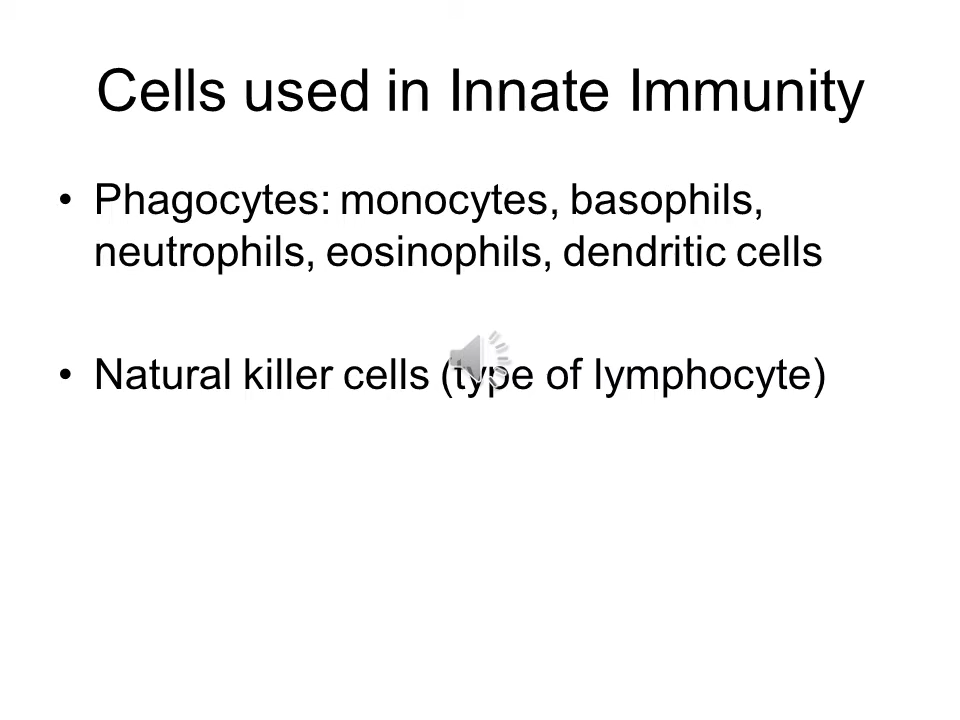 Cells used in Innate Immunity
• Phagocytes: monocytes, basophils,
neutrophils, eosinophils, dendritic cells
• Natural killer cells (type of lymphocyte)